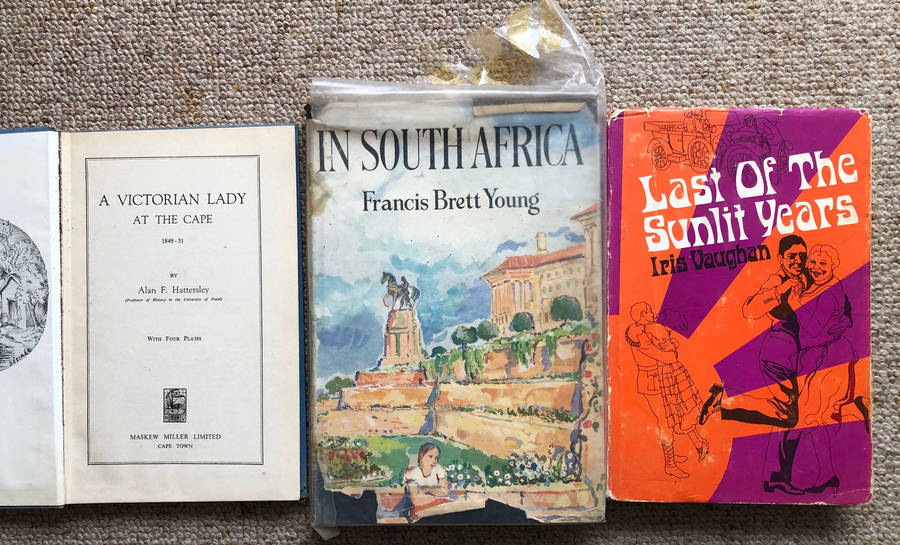 A VICTORIAN LADY
AT THE CAPE
1849-51
BY
Alan F. Hattersley
(Professor of History in the University of Natal)
WITH FOUR PLATES
MASKEW MILLER LIMITED
CAPE TOWN
IN SOUTH AFRICA
Francis Brett Young
Last Of The
Sunlit Years
Iris Vaughan